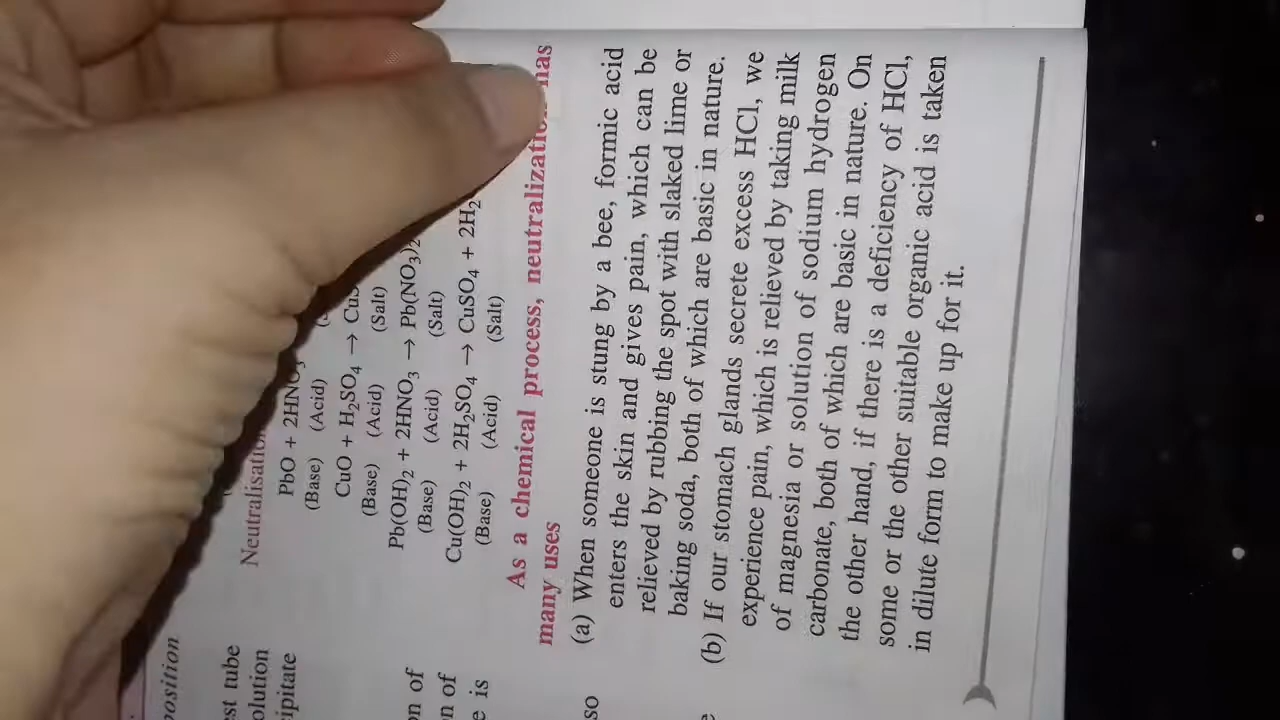 position
est tube
olution
ipitate
on of
n of
e is
so
e
Neutralisation
PbO + 2HNO₃
(Base) (Acid)
CuO + H₂SO₄ → CuS
(Base) (Acid) (Salt)
Pb(OH)₂ + 2HNO₃ → Pb(NO₃)₂
(Base) (Acid) (Salt)
Cu(OH)₂ + 2H₂SO₄ → CuSO₄ + 2H₂
(Base) (Acid) (Salt)
As a chemical process, neutralization has
many uses
(a) When someone is stung by a bee, formic acid
enters the skin and gives pain, which can be
relieved by rubbing the spot with slaked lime or
baking soda, both of which are basic in nature.
(b) If our stomach glands secrete excess HCl, we
experience pain, which is relieved by taking milk
of magnesia or solution of sodium hydrogen
carbonate, both of which are basic in nature. On
the other hand, if there is a deficiency of HCl,
some or the other suitable organic acid is taken
in dilute form to make up for it.